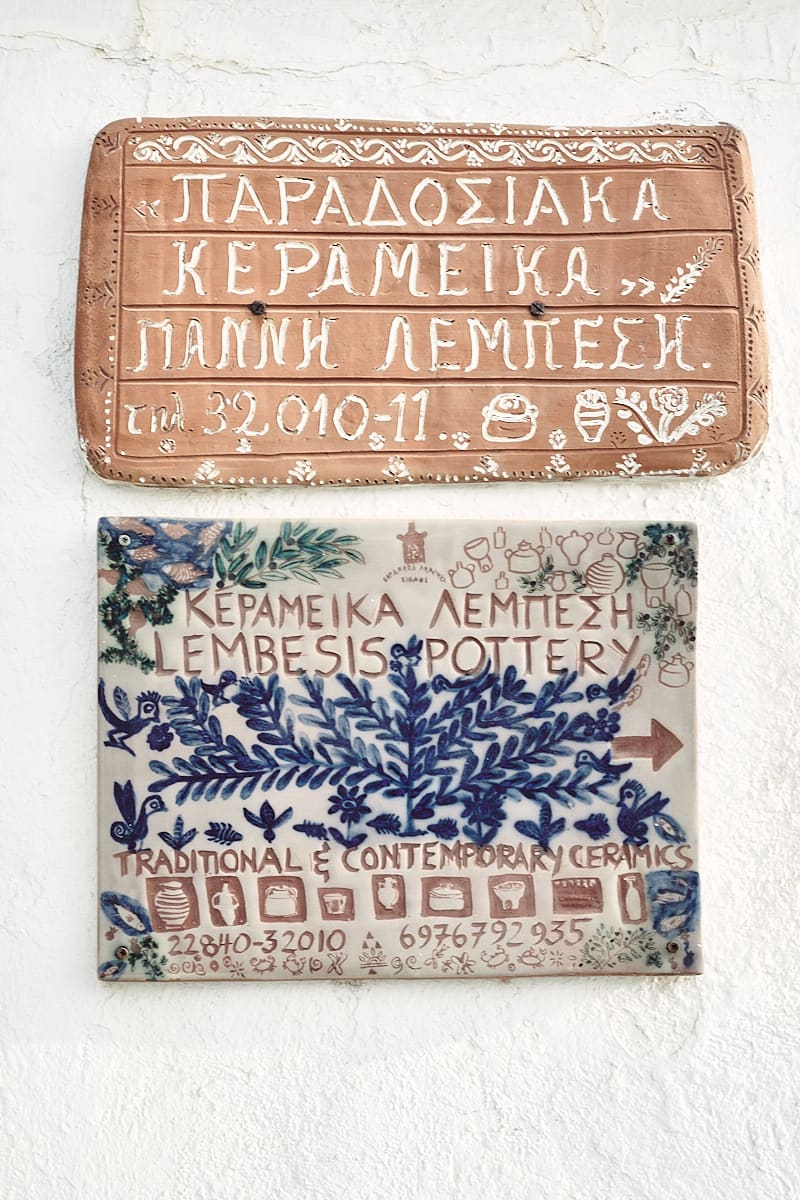 «ΠΑΡΑΔΟΣΙΑΚΑ
ΚΕΡΑΜΕΙΚΑ»
ΓΙΑΝΝΗ ΛΕΜΠΕΣΗ.
τηλ. 32010-11..
ΚΕΡΑΜΕΙΚΑ ΛΕΜΠΕΣΗ
LEMBESIS POTTERY
TRADITIONAL & CONTEMPORARY CERAMICS
22840-32010 6976792935